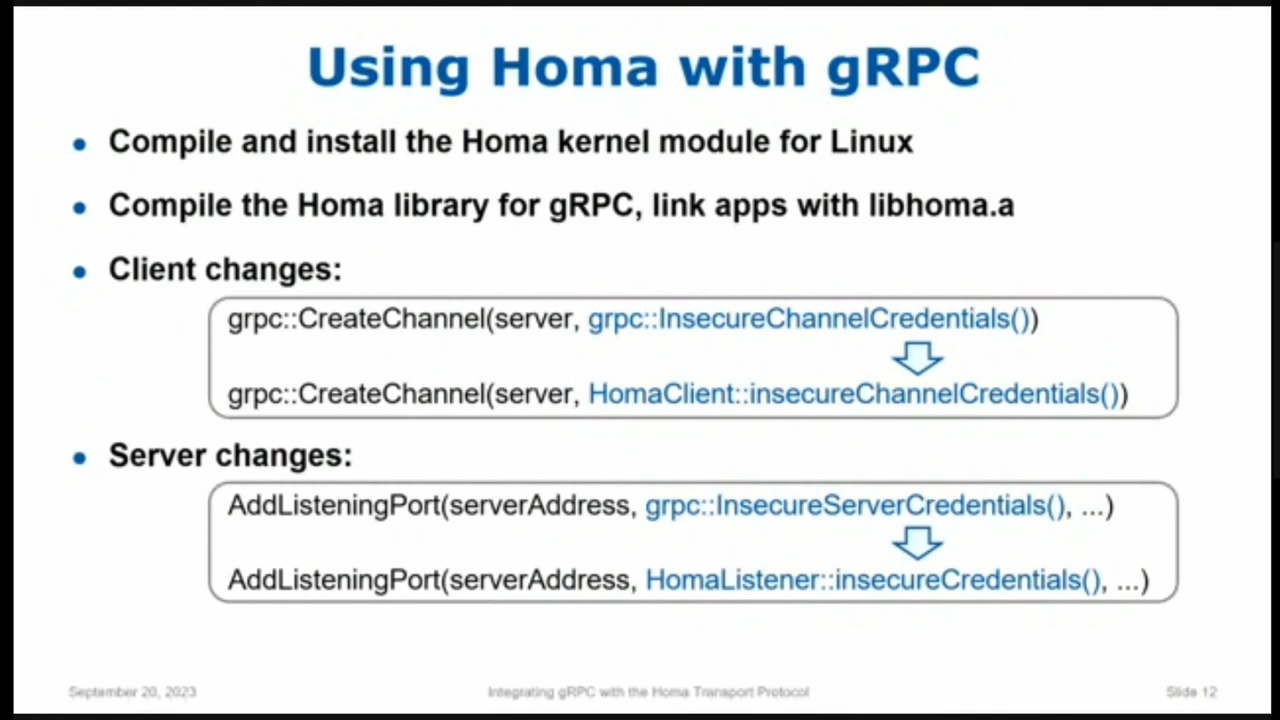 Using Homa with gRPC
• Compile and install the Homa kernel module for Linux
• Compile the Homa library for gRPC, link apps with libhoma.a
• Client changes:
grpc::CreateChannel(server, grpc::InsecureChannelCredentials())
grpc::CreateChannel(server, HomaClient::insecureChannelCredentials())
• Server changes:
AddListeningPort(serverAddress, grpc::InsecureServerCredentials(), ...)
AddListeningPort(serverAddress, HomaListener::insecureCredentials(), ...)
September 20, 2023
Integrating gRPC with the Homa Transport Protocol
Slide 12